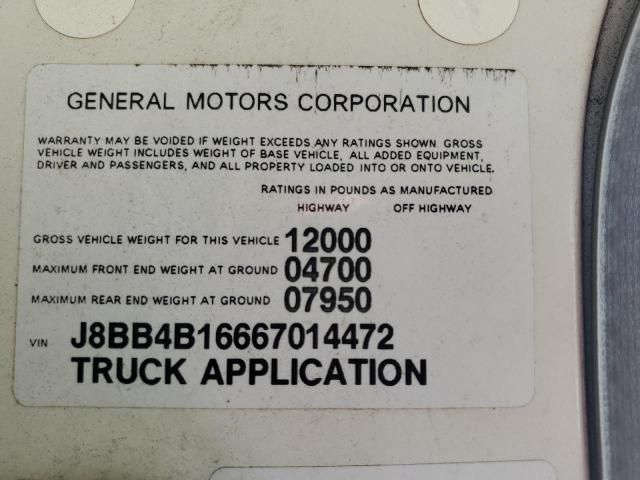 GENERAL MOTORS CORPORATION
WARRANTY MAY BE VOIDED IF WEIGHT EXCEEDS ANY RATINGS SHOWN. GROSS
VEHICLE WEIGHT INCLUDES WEIGHT OF BASE VEHICLE, ALL ADDED EQUIPMENT,
DRIVER AND PASSENGERS, AND ALL PROPERTY LOADED INTO OR ONTO VEHICLE.
RATINGS IN POUNDS AS MANUFACTURED
HIGHWAY OFF HIGHWAY
GROSS VEHICLE WEIGHT FOR THIS VEHICLE 12000
MAXIMUM FRONT END WEIGHT AT GROUND 04700
MAXIMUM REAR END WEIGHT AT GROUND 07950
VIN J8BB4B16667014472
TRUCK APPLICATION